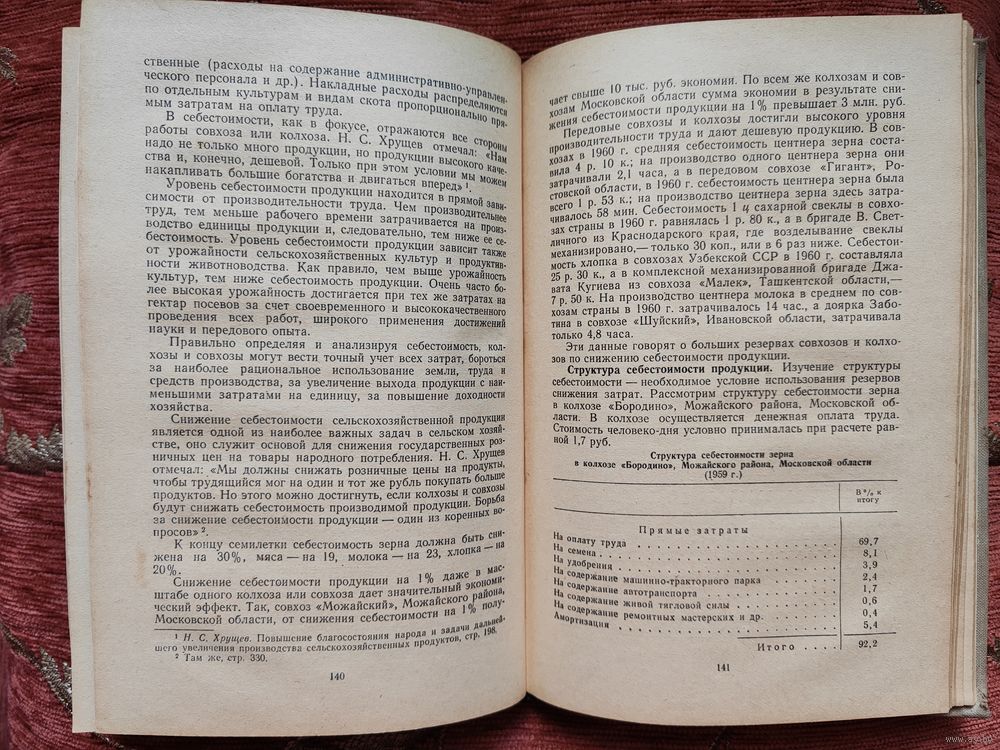 ственные (расходы на содержание административно-управлен-
ческого персонала и др.). Накладные расходы распределяются
по отдельным культурам и видам скота пропорционально пря-
мым затратам на оплату труда.
В себестоимости, как в фокусе, отражаются все стороны
работы совхоза или колхоза. Н. С. Хрущев отмечал: «Нам
надо не только много продукции, но продукции высокого каче-
ства и, конечно, дешевой. Только при этом условии мы можем
накапливать большие богатства и двигаться вперед» ¹.
Уровень себестоимости продукции находится в прямой зави-
симости от производительности труда. Чем производительнее
труд, тем меньше рабочего времени затрачивается на произ-
водство единицы продукции и, следовательно, тем ниже ее се-
бестоимость. Уровень себестоимости продукции зависит также
от урожайности сельскохозяйственных культур и продуктив-
ности животноводства. Как правило, чем выше урожайность
культур, тем ниже себестоимость продукции. Очень часто бо-
лее высокая урожайность достигается при тех же затратах на
гектар посевов за счет своевременного и высококачественного
проведения всех работ, широкого применения достижений
науки и передового опыта.
Правильно определяя и анализируя себестоимость, кол-
хозы и совхозы могут вести точный учет всех затрат, бороться
за наиболее рациональное использование земли, труда и
средств производства, за увеличение выхода продукции с наи-
меньшими затратами на единицу, за повышение доходности
хозяйства.
Снижение себестоимости сельскохозяйственной продукции
является одной из наиболее важных задач в сельском хозяй-
стве, оно служит основой для снижения государственных роз-
ничных цен на товары народного потребления. Н. С. Хрущев
отмечал: «Мы должны снижать розничные цены на продукты,
чтобы трудящийся мог на один и тот же рубль покупать больше
продуктов. Но этого можно достигнуть, если колхозы и совхозы
будут снижать себестоимость производимой продукции. Борьба
за снижение себестоимости продукции — один из коренных во-
просов» ².
К концу семилетки себестоимость зерна должна быть сни-
жена на 30%, мяса — на 19, молока — на 23, хлопка — на
20%.
Снижение себестоимости продукции на 1% даже в мас-
штабе одного колхоза или совхоза дает значительный экономи-
ческий эффект. Так, совхоз «Можайский», Можайского района,
Московской области, от снижения себестоимости на 1% полу-
¹ Н. С. Хрущев. Повышение благосостояния народа и задачи дальней-
шего увеличения производства сельскохозяйственных продуктов, стр. 198.
² Там же, стр. 330.
140
чает свыше 10 тыс. руб. экономии. По всем же колхозам и сов-
хозам Московской области сумма экономии в результате сни-
жения себестоимости продукции на 1% превышает 3 млн. руб.
Передовые совхозы и колхозы достигли высокого уровня
производительности труда и дают дешевую продукцию. В сов-
хозах в 1960 г. средняя себестоимость центнера зерна соста-
вила 4 р. 10 к.; на производство одного центнера зерна они
затрачивали 2,1 часа, а в передовом совхозе «Гигант», Ро-
стовской области, в 1960 г. себестоимость центнера зерна была
всего 1 р. 53 к.; на производство центнера зерна здесь затра-
чивалось 58 мин. Себестоимость 1 ц сахарной свеклы в совхо-
зах страны в 1960 г. равнялась 1 р. 80 к., а в бригаде В. Свет-
личного из Краснодарского края, где возделывание свеклы
механизировано,— только 30 коп., или в 6 раз ниже. Себестои-
мость хлопка в совхозах Узбекской ССР в 1960 г. составляла
25 р. 30 к., а в комплексной механизированной бригаде Джа-
вата Кугиева из совхоза «Малек», Ташкентской области,—
7 р. 50 к. На производство центнера молока в среднем по сов-
хозам страны в 1960 г. затрачивалось 14 час., а доярка Забо-
тина в совхозе «Шуйский», Ивановской области, затрачивала
только 4,8 часа.
Эти данные говорят о больших резервах совхозов и колхо-
зов по снижению себестоимости продукции.
Структура себестоимости продукции. Изучение структуры
себестоимости — необходимое условие использования резервов
снижения затрат. Рассмотрим структуру себестоимости зерна
в колхозе «Бородино», Можайского района, Московской об-
ласти. В колхозе осуществляется денежная оплата труда.
Стоимость человеко-дня условно принималась при расчете рав-
ной 1,7 руб.
Структура себестоимости зерна
в колхозе «Бородино», Можайского района, Московской области
(1959 г.)
В % к
итогу
Прямые затраты
На оплату труда . . . . 69,7
На семена . . . . 8,1
На удобрения . . . . 3,9
На содержание машинно-тракторного парка . . . . 2,4
На содержание автотранспорта . . . . 1,7
На содержание живой тягловой силы . . . . 0,6
На содержание ремонтных мастерских и др. . . . . 0,4
Амортизация . . . . 5,4
Итого . . . . 92,2
141
www.ay.by